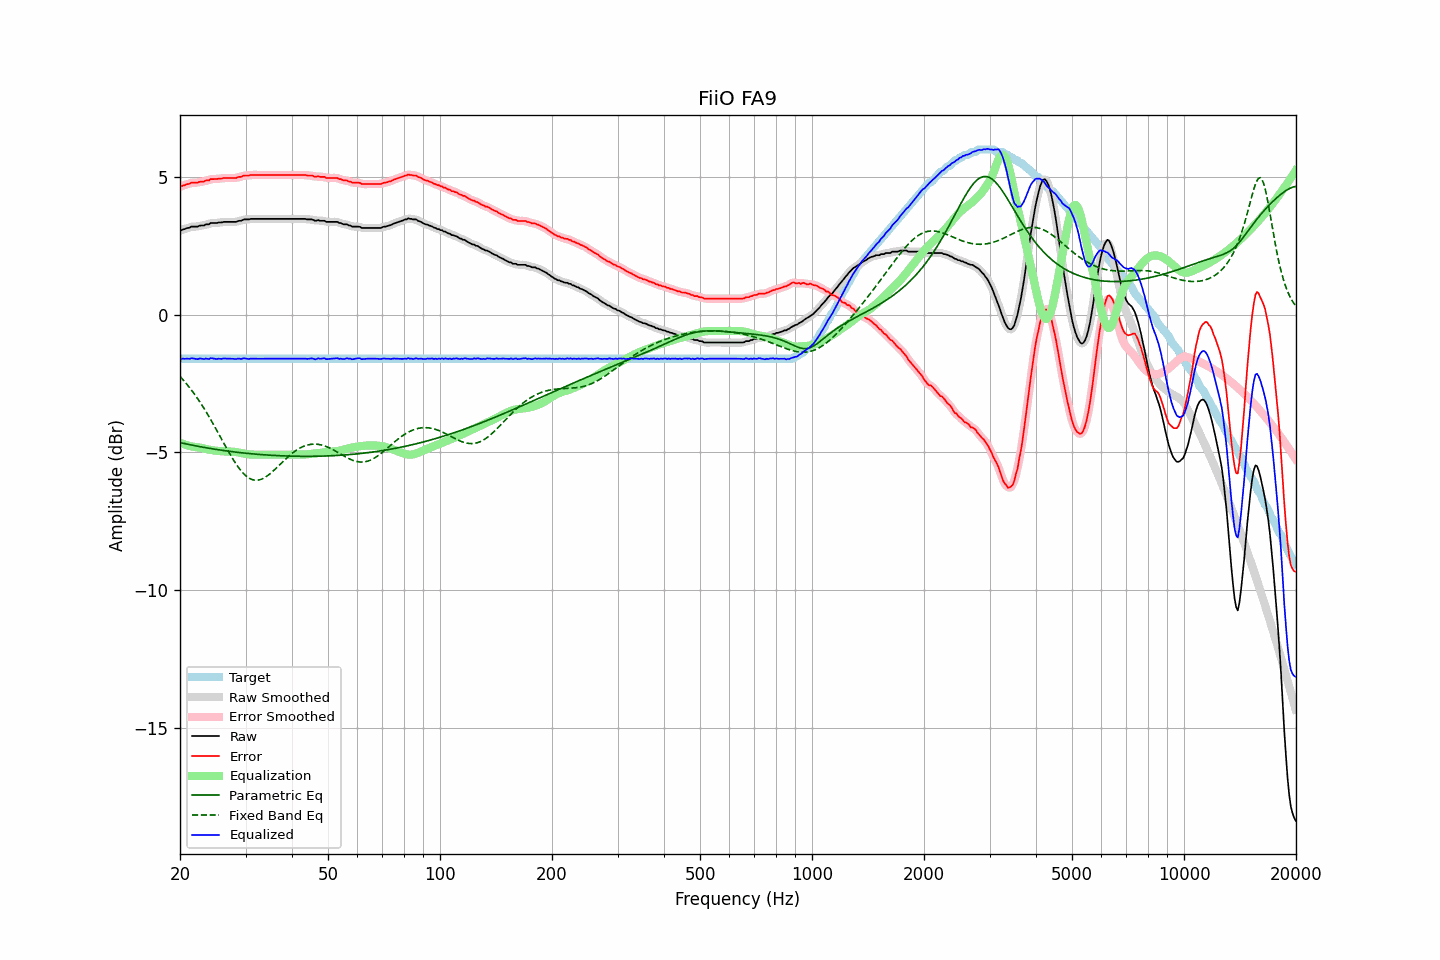 FiiO FA9
Amplitude (dBr)
5
0
−5
−10
−15
Target
Raw Smoothed
Error Smoothed
Raw
Error
Equalization
Parametric Eq
Fixed Band Eq
Equalized
20 50 100 200 500 1000 2000 5000 10000 20000
Frequency (Hz)